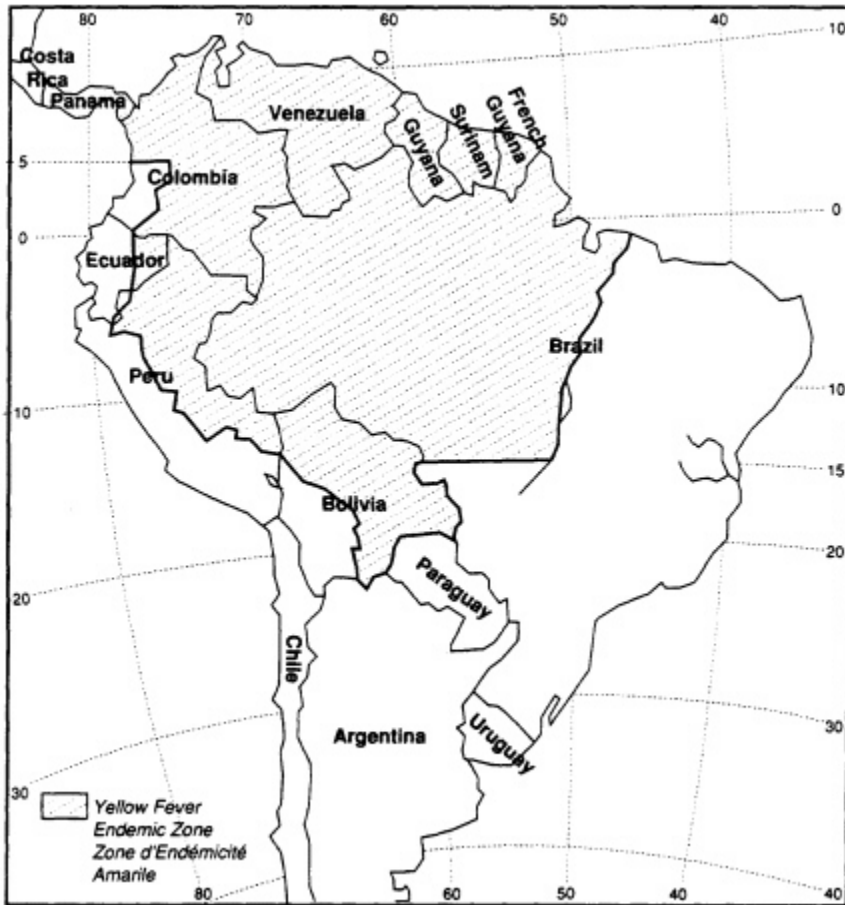 80
70
60
50
10
Costa
Rica
Panama
Venezuela
Guyana
Surinam
French
Guyana
5
Colombia
0
0
Ecuador
Brazil
Peru
10
10
15
Bolivia
20
20
Paraguay
Chile
Argentina
Uruguay
30
30
Yellow Fever
Endemic Zone
Zone d'Endémicité
Amarile
80
60
50
40
40